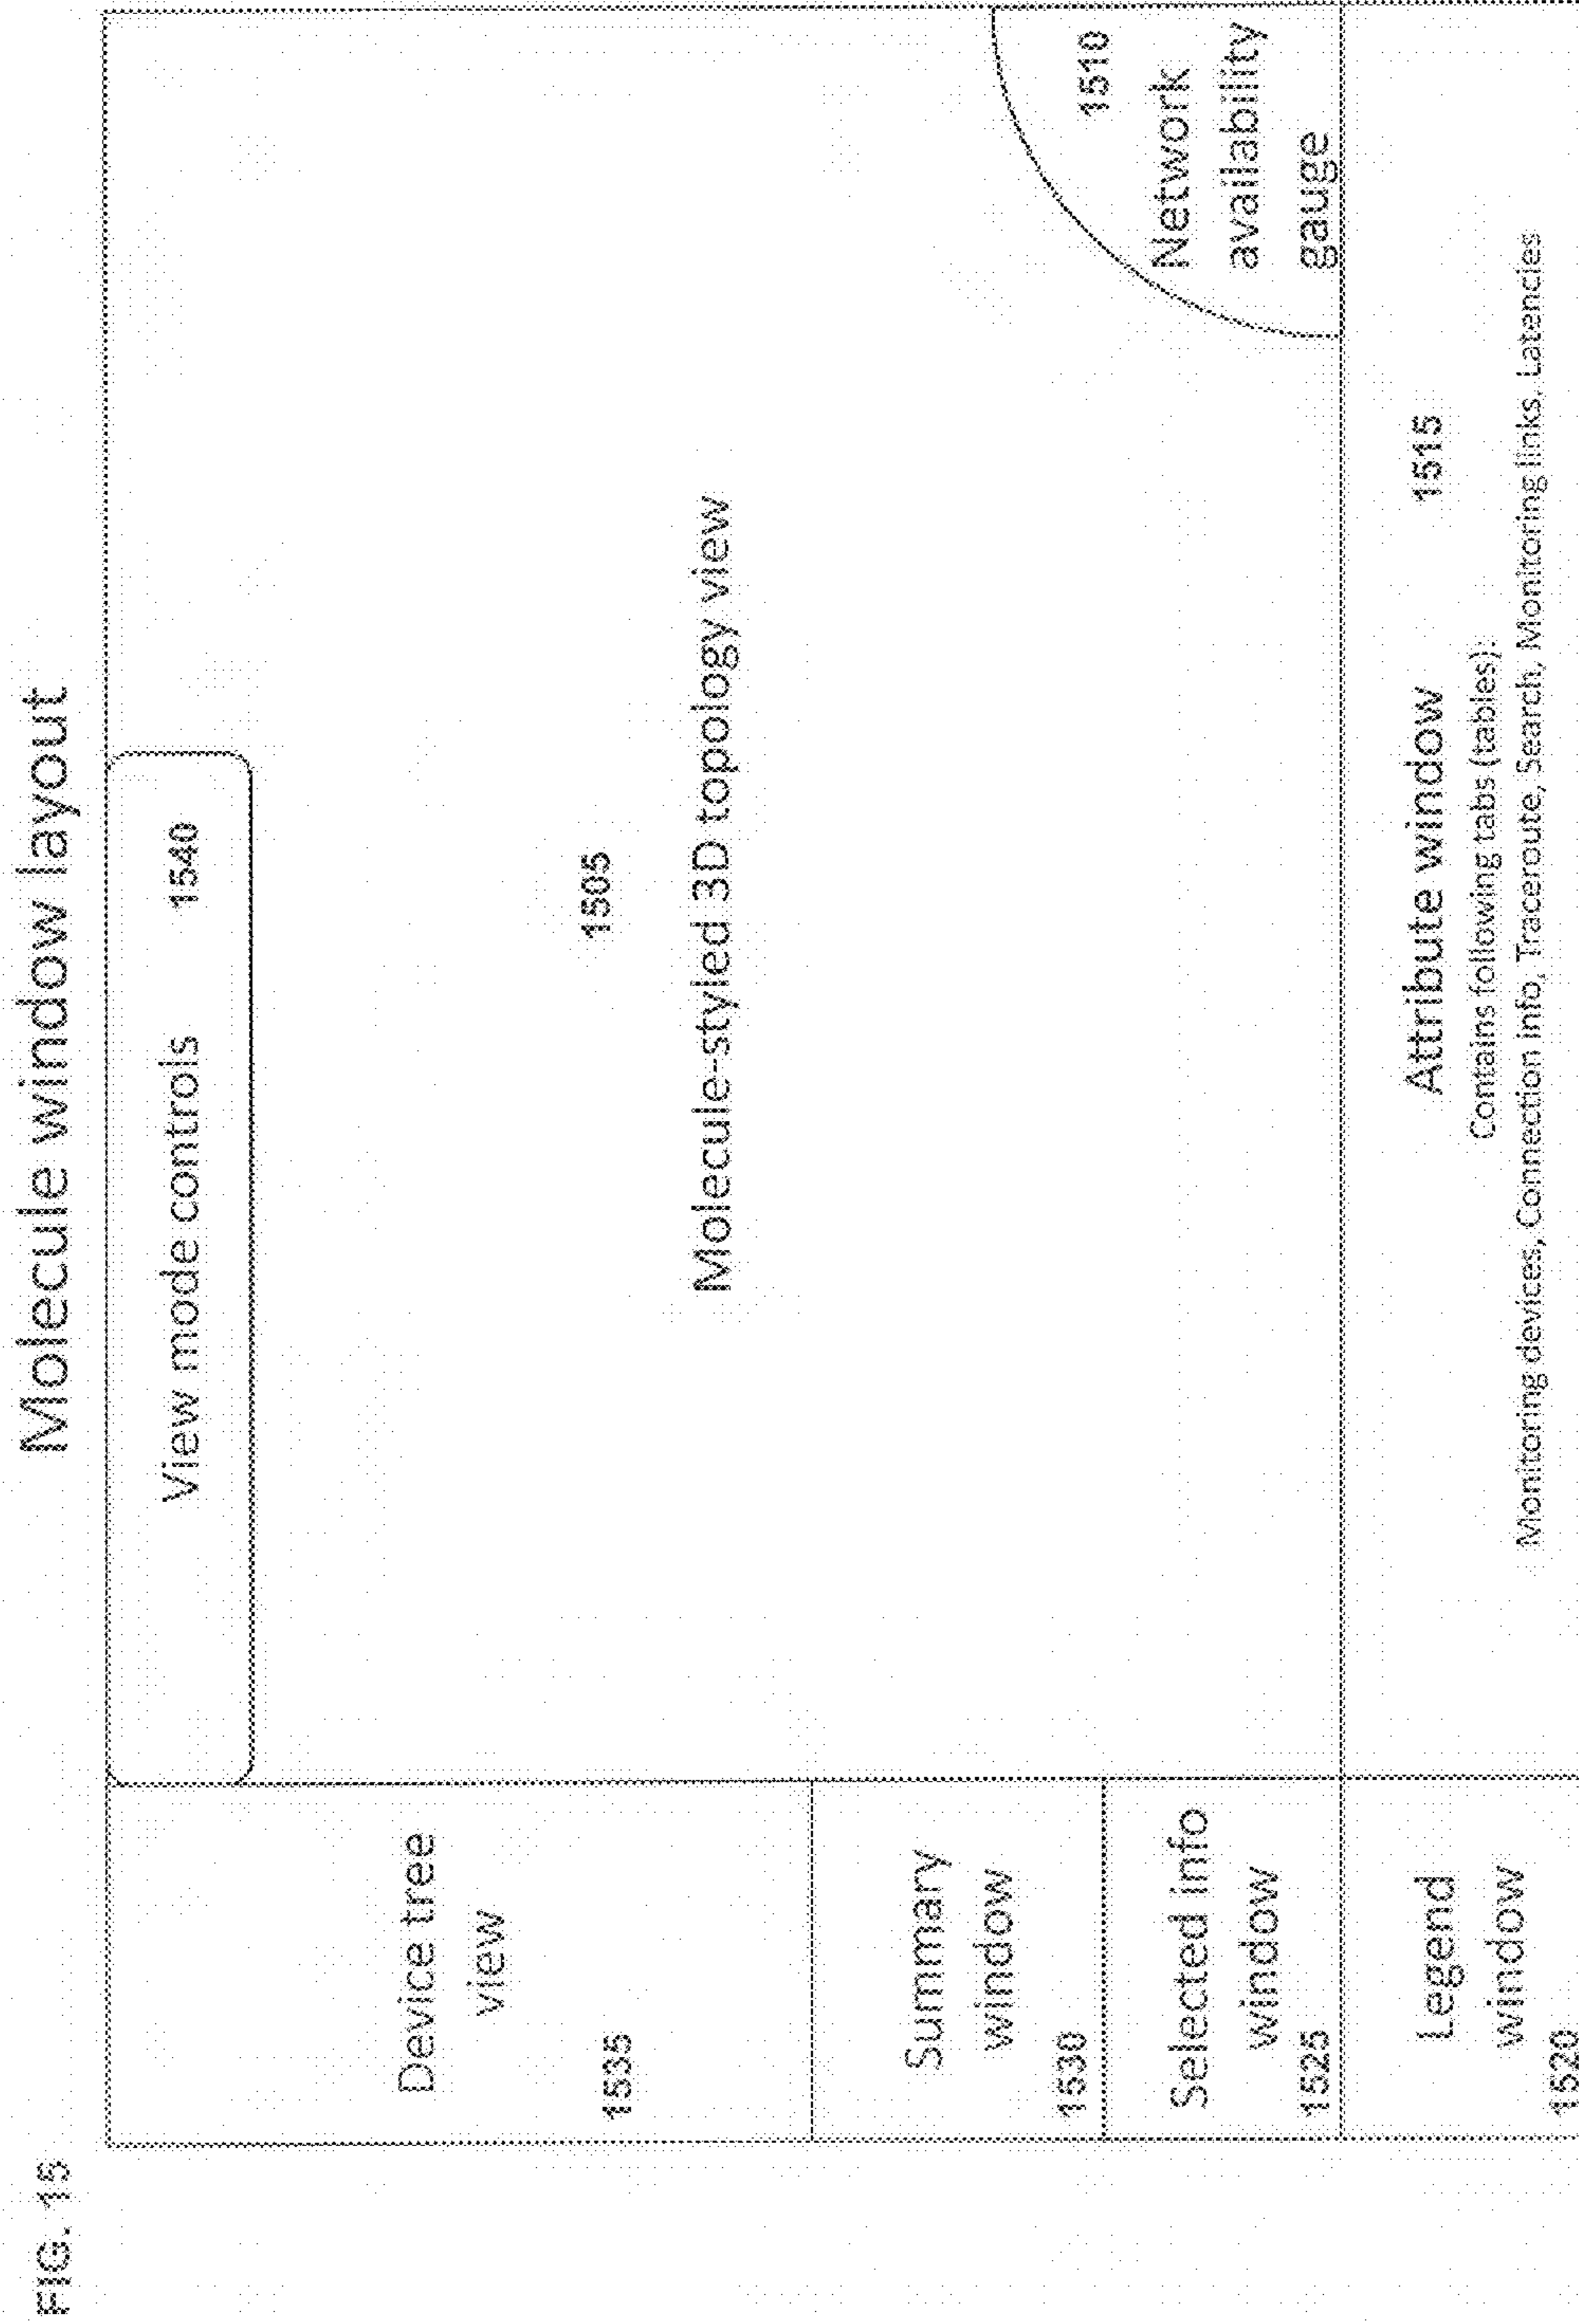 FIG. 15
Molecule window layout
View mode controls 1540
Device tree
view
1535
1505
Molecule-styled 3D topology view
Summary
window
1530
Selected info
window
1525
1510
Network
availability
gauge
Legend
window
1520
Attribute window 1515
Contains following tabs (tables):
Monitoring devices, Connection info, Traceroute, Search, Monitoring links, Latencies